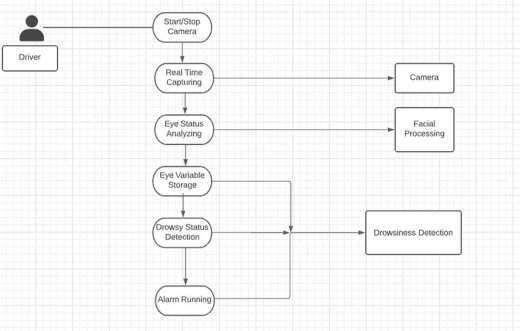 Start/Stop
Camera
Driver
Real Time
Capturing
Camera
Eye Status
Analyzing
Facial
Processing
Eye Variable
Storage
Drowsy Status
Detection
Drowsiness Detection
Alarm Running